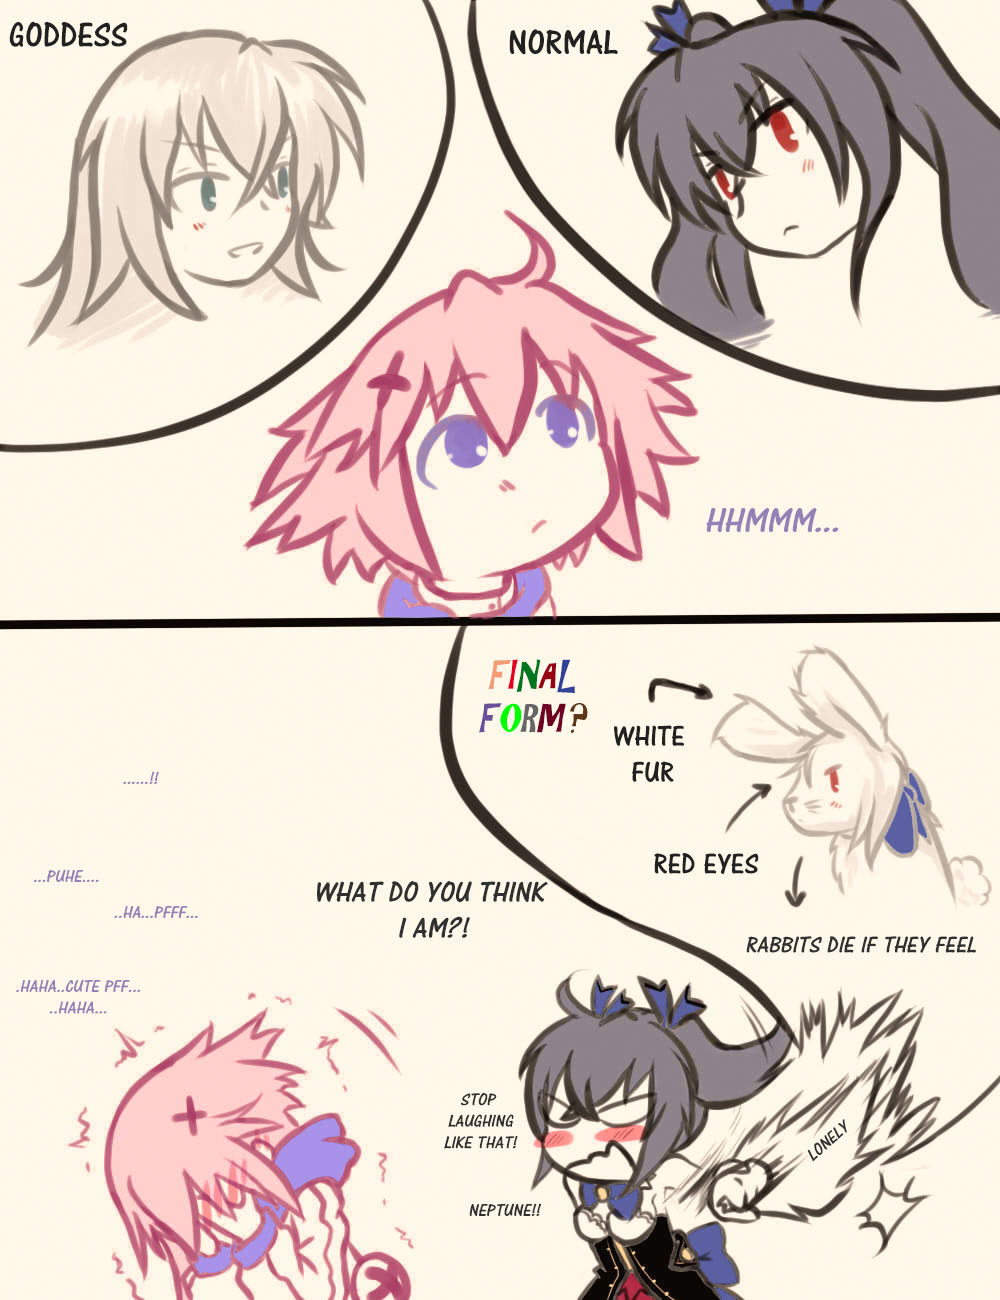 GODDESS
NORMAL
HHMMM...
FINAL
FORM?
WHITE
FUR
RED EYES
RABBITS DIE IF THEY FEEL
LONELY
......!!
...PUHE....
..HA...PFFF...
.HAHA..CUTE PFF...
..HAHA...
WHAT DO YOU THINK
I AM?!
STOP
LAUGHING
LIKE THAT!
NEPTUNE!!